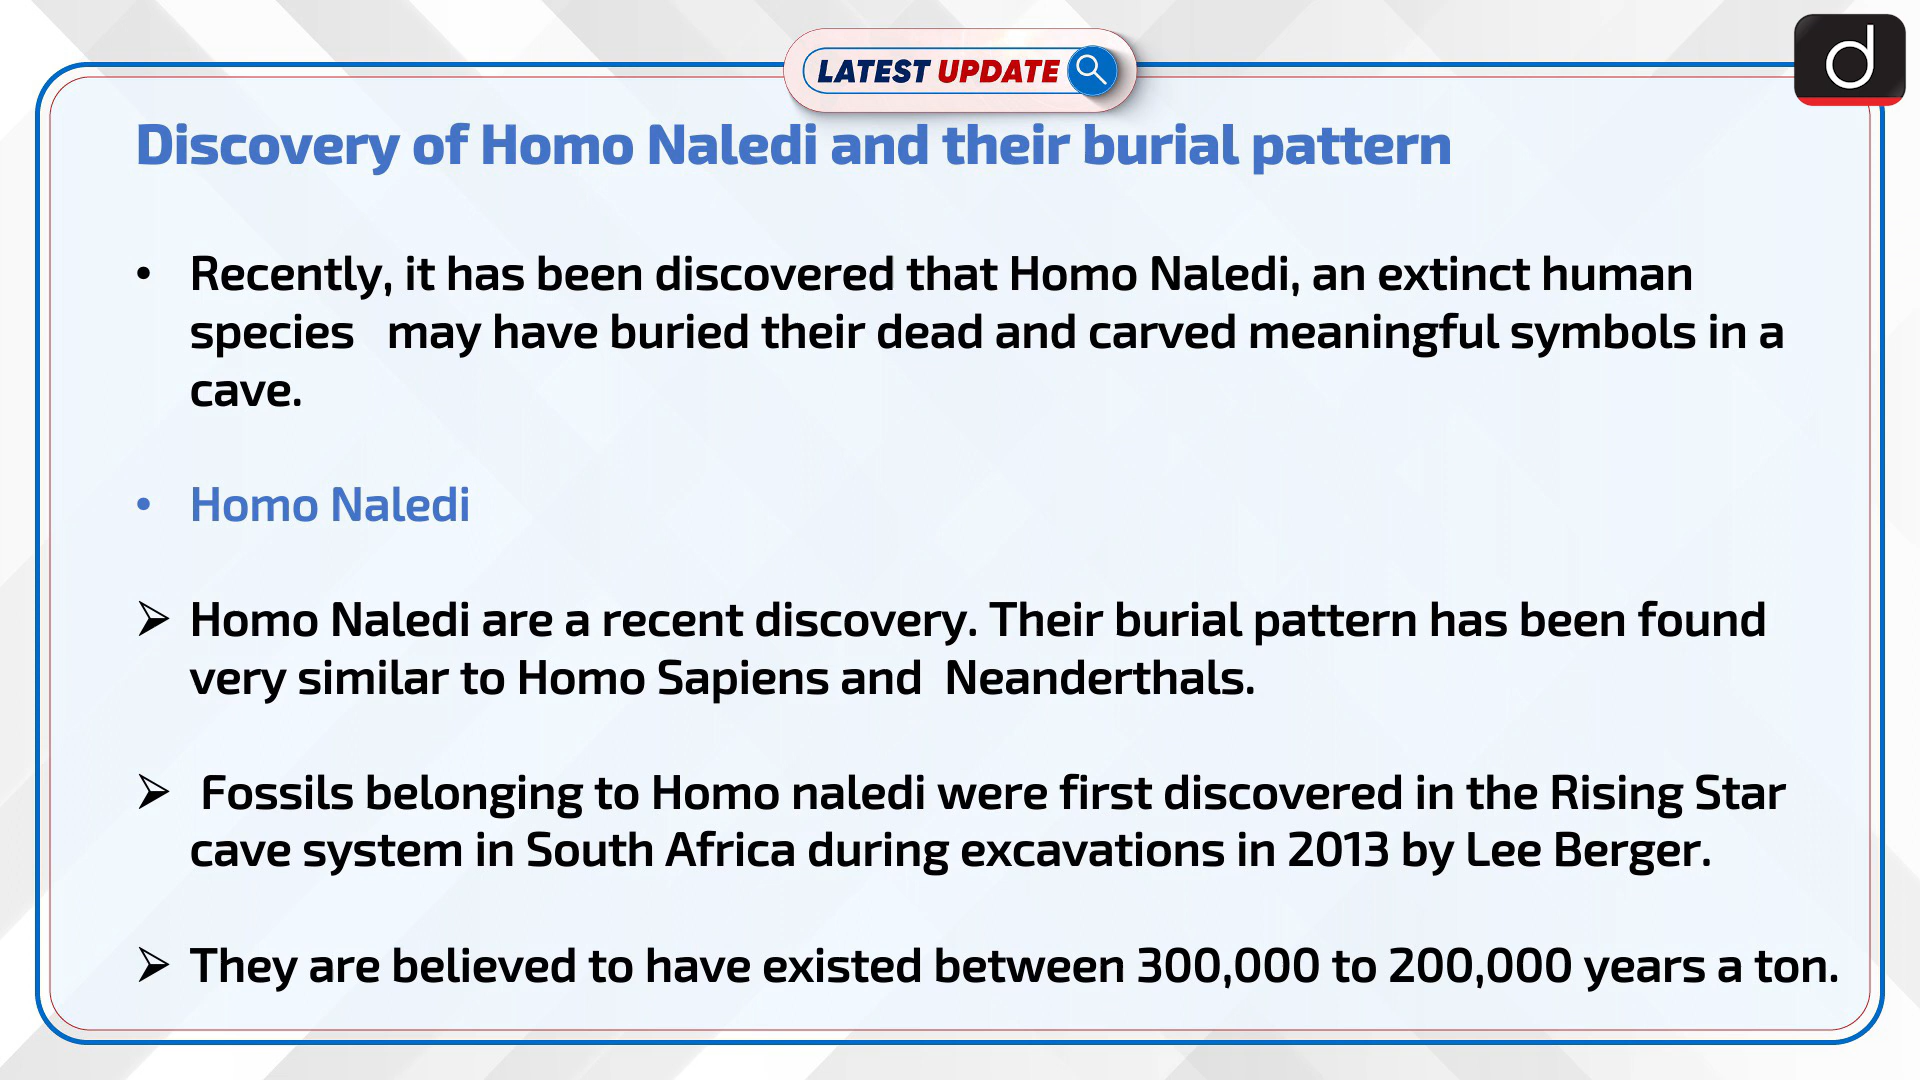 LATEST UPDATE
d
Discovery of Homo Naledi and their burial pattern
• Recently, it has been discovered that Homo Naledi, an extinct human
species   may have buried their dead and carved meaningful symbols in a
cave.
• Homo Naledi
➢ Homo Naledi are a recent discovery. Their burial pattern has been found
very similar to Homo Sapiens and  Neanderthals.
➢ Fossils belonging to Homo naledi were first discovered in the Rising Star
cave system in South Africa during excavations in 2013 by Lee Berger.
➢ They are believed to have existed between 300,000 to 200,000 years a ton.